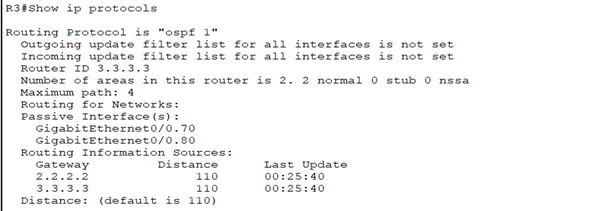 R3#Show ip protocols
Routing Protocol is "ospf 1"
Outgoing update filter list for all interfaces is not set
Incoming update filter list for all interfaces is not set
Router ID 3.3.3.3
Number of areas in this router is 2. 2 normal 0 stub 0 nssa
Maximum path: 4
Routing for Networks:
Passive Interface(s):
GigabitEthernet0/0.70
GigabitEthernet0/0.80
Routing Information Sources:
Gateway Distance Last Update
2.2.2.2 110 00:25:40
3.3.3.3 110 00:25:40
Distance: (default is 110)